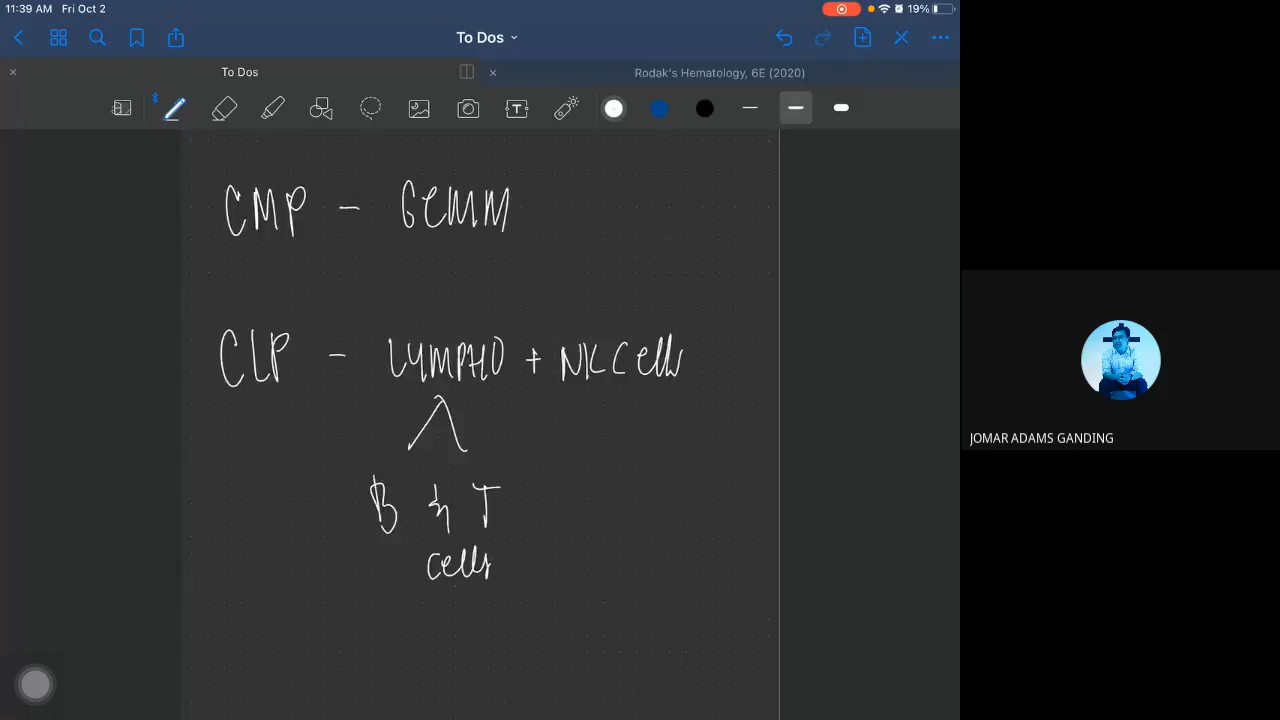 11:39 AM Fri Oct 2
19%
To Dos
To Dos
Rodak's Hematology, 6E (2020)
T
CMP - GEMM
CLP - LYMPHO + NK Cells
B & T
cells
JOMAR ADAMS GANDING